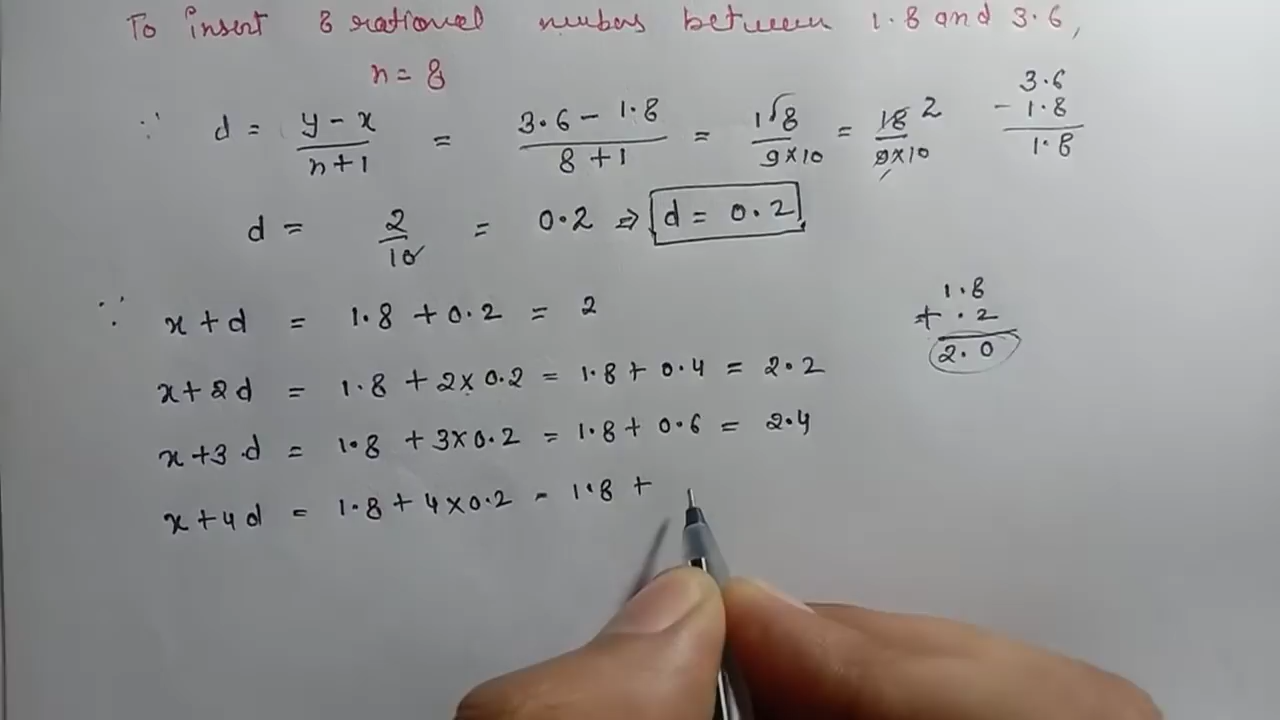 To insert 8 rational numbers between 1.8 and 3.6,
n = 8
∵ d = y - x / n + 1 = 3.6 - 1.8 / 8 + 1 = 18 / 9 × 10 = 18 2 / 9 × 10
3.6
- 1.8
1.8
d = 2 / 10 = 0.2 ⇒ d = 0.2
∵ x + d = 1.8 + 0.2 = 2
1.8
+ .2
2.0
x + 2d = 1.8 + 2 × 0.2 = 1.8 + 0.4 = 2.2
x + 3.d = 1.8 + 3 × 0.2 = 1.8 + 0.6 = 2.4
x + 4d = 1.8 + 4 × 0.2 - 1.8 +